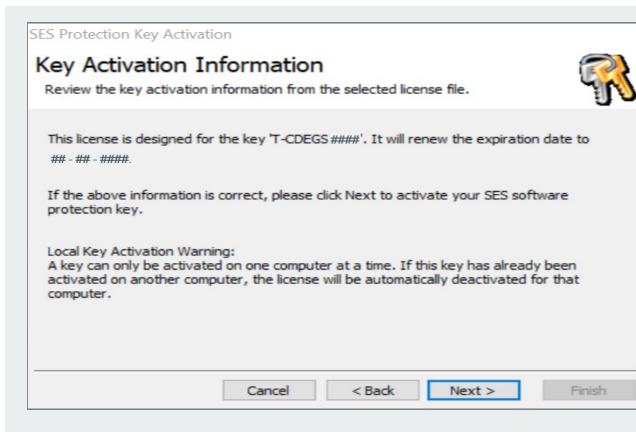 SES Protection Key Activation
Key Activation Information
Review the key activation information from the selected license file.
This license is designed for the key 'T-CDEGS ####'. It will renew the expiration date to
## - ## - ####.
If the above information is correct, please click Next to activate your SES software
protection key.
Local Key Activation Warning:
A key can only be activated on one computer at a time. If this key has already been
activated on another computer, the license will be automatically deactivated for that
computer.
Cancel < Back Next > Finish